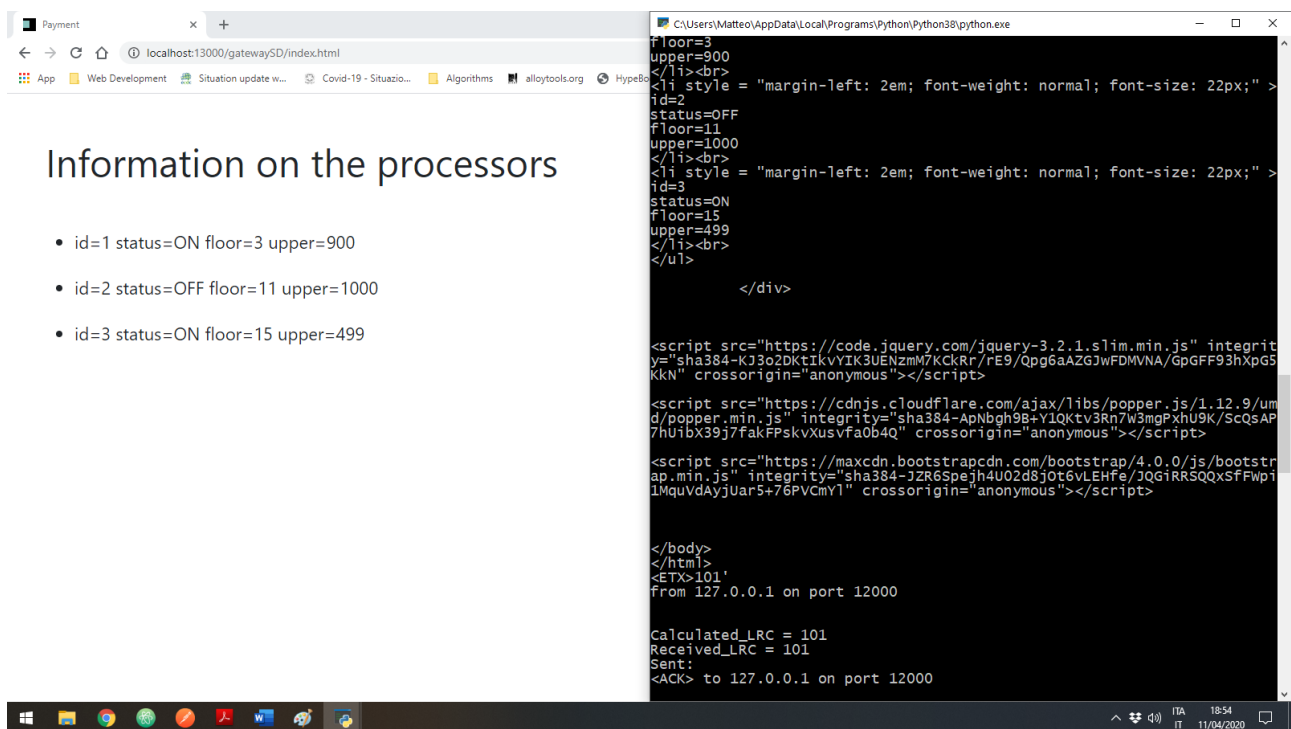 Payment
localhost:13000/gatewaySD/index.html
App Web Development Situation update w... Covid-19 - Situazio... Algorithms alloytools.org HypeBo
Information on the processors
• id=1 status=ON floor=3 upper=900
• id=2 status=OFF floor=11 upper=1000
• id=3 status=ON floor=15 upper=499
C:\Users\Matteo\AppData\Local\Programs\Python\Python38\python.exe
floor=3
upper=900
</li><br>
<li style = "margin-left: 2em; font-weight: normal; font-size: 22px;" >
id=2
status=OFF
floor=11
upper=1000
</li><br>
<li style = "margin-left: 2em; font-weight: normal; font-size: 22px;" >
id=3
status=ON
floor=15
upper=499
</li><br>
</ul>
</div>
<script src="https://code.jquery.com/jquery-3.2.1.slim.min.js" integrit
y="sha384-KJ3o2DKtIkvYIK3UENzmM7KCkRr/rE9/Qpg6aAZGJwFDMVNA/GpGFF93hXpG5
KkN" crossorigin="anonymous"></script>
<script src="https://cdnjs.cloudflare.com/ajax/libs/popper.js/1.12.9/um
d/popper.min.js" integrity="sha384-ApNbgh9B+Y1QKtv3Rn7W3mgPxhU9K/ScQsAP
7hUibX39j7fakFPskvXusvfa0b4Q" crossorigin="anonymous"></script>
<script src="https://maxcdn.bootstrapcdn.com/bootstrap/4.0.0/js/bootstr
ap.min.js" integrity="sha384-JZR6Spejh4U02d8jOt6vLEHfe/JQGiRRSQQxSfFWpi
1MquVdAyjUar5+76PVCmYl" crossorigin="anonymous"></script>
</body>
</html>
<ETX>101'
from 127.0.0.1 on port 12000
Calculated_LRC = 101
Received_LRC = 101
Sent:
<ACK> to 127.0.0.1 on port 12000
ITA 18:54
IT 11/04/2020